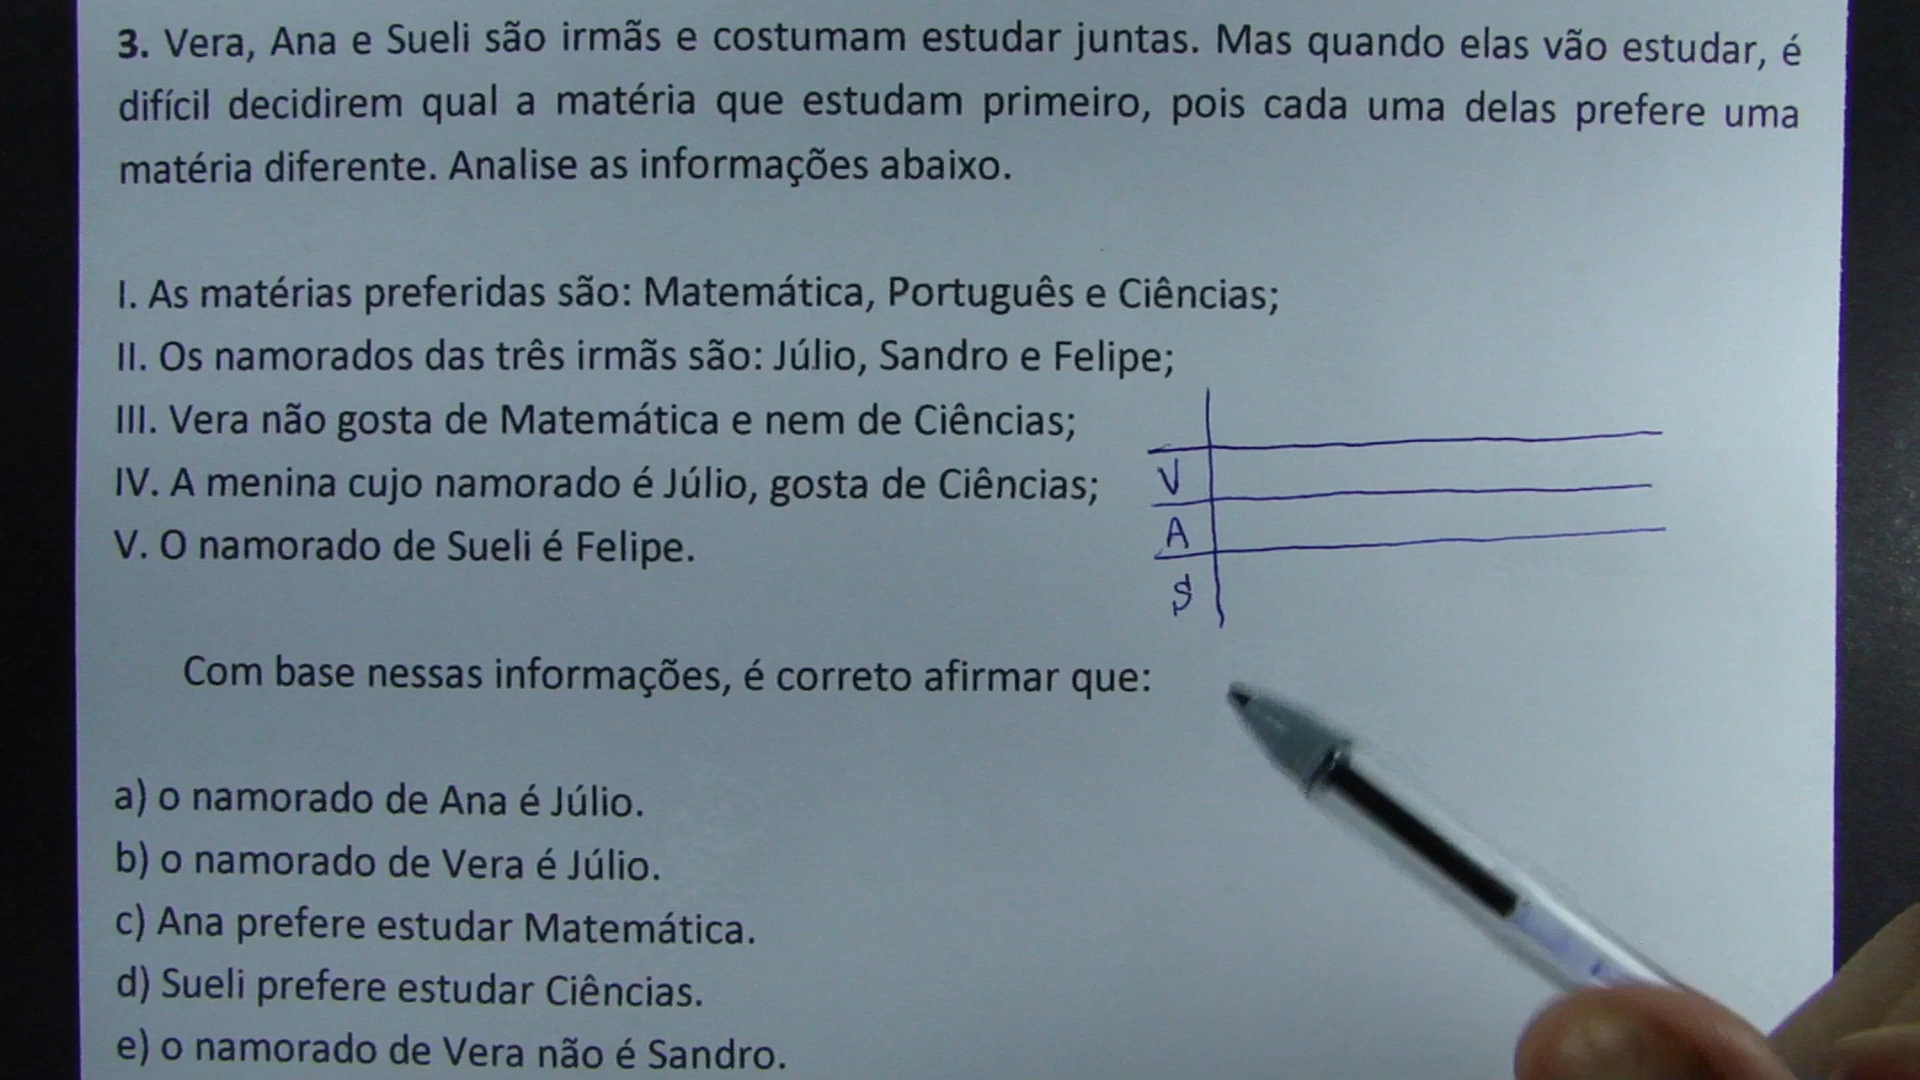 3. Vera, Ana e Sueli são irmãs e costumam estudar juntas. Mas quando elas vão estudar, é
difícil decidirem qual a matéria que estudam primeiro, pois cada uma delas prefere uma
matéria diferente. Analise as informações abaixo.
I. As matérias preferidas são: Matemática, Português e Ciências;
II. Os namorados das três irmãs são: Júlio, Sandro e Felipe;
III. Vera não gosta de Matemática e nem de Ciências;
IV. A menina cujo namorado é Júlio, gosta de Ciências;
V. O namorado de Sueli é Felipe.
V
A
S
Com base nessas informações, é correto afirmar que:
a) o namorado de Ana é Júlio.
b) o namorado de Vera é Júlio.
c) Ana prefere estudar Matemática.
d) Sueli prefere estudar Ciências.
e) o namorado de Vera não é Sandro.